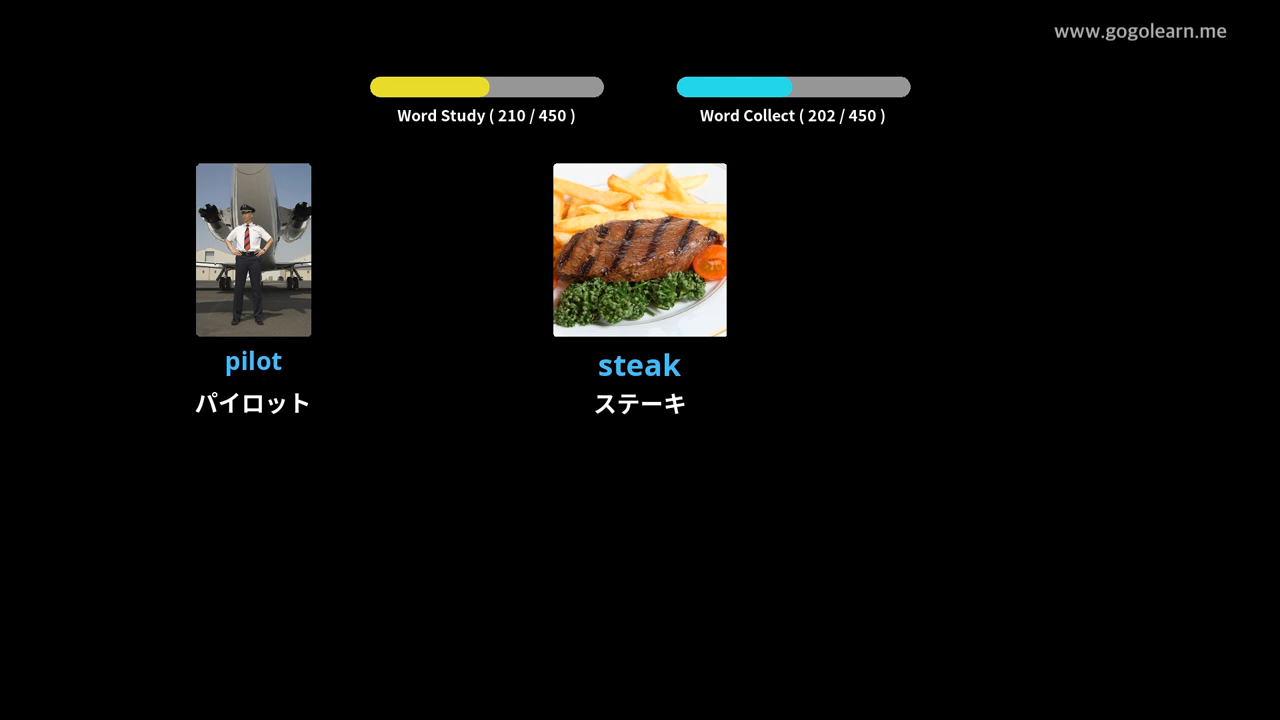 www.gogolearn.me
Word Study ( 210 / 450 )
Word Collect ( 202 / 450 )
pilot
パイロット
steak
ステーキ